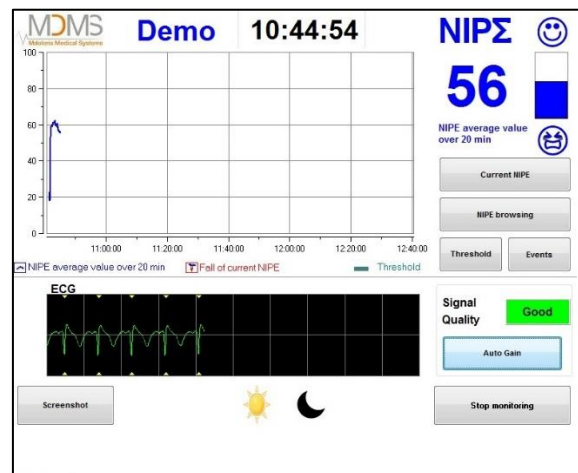 MDMS
Mdoloris Medical Systems
Demo
10:44:54
NIPΣ
100
80
60
40
20
0
11:00:00 11:20:00 11:40:00 12:00:00 12:20:00 12:40:00
NIPE average value over 20 min
Fall of current NIPE
Threshold
56
NIPE average value
over 20 min
Current NIPE
NIPE browsing
Threshold
Events
ECG
Signal
Quality
Good
Auto Gain
Screenshot
Stop monitoring